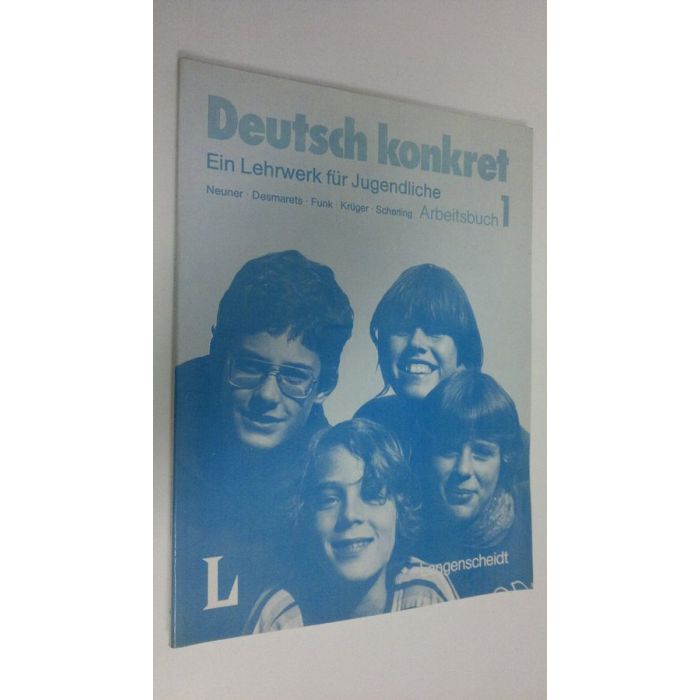 Deutsch konkret
Ein Lehrwerk für Jugendliche
Neuner · Desmarets · Funk · Krüger · Scherling Arbeitsbuch 1
L
Langenscheidt